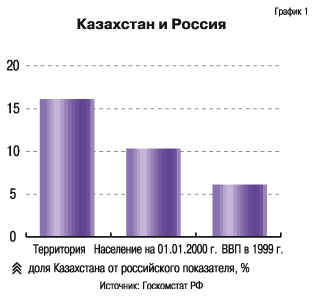 График 1
Казахстан и Россия
20
15
10
5
0
Территория Население на 01.01.2000 г. ВВП в 1999 г.
доля Казахстана от российского показателя, %
Источник: Госкомстат РФ